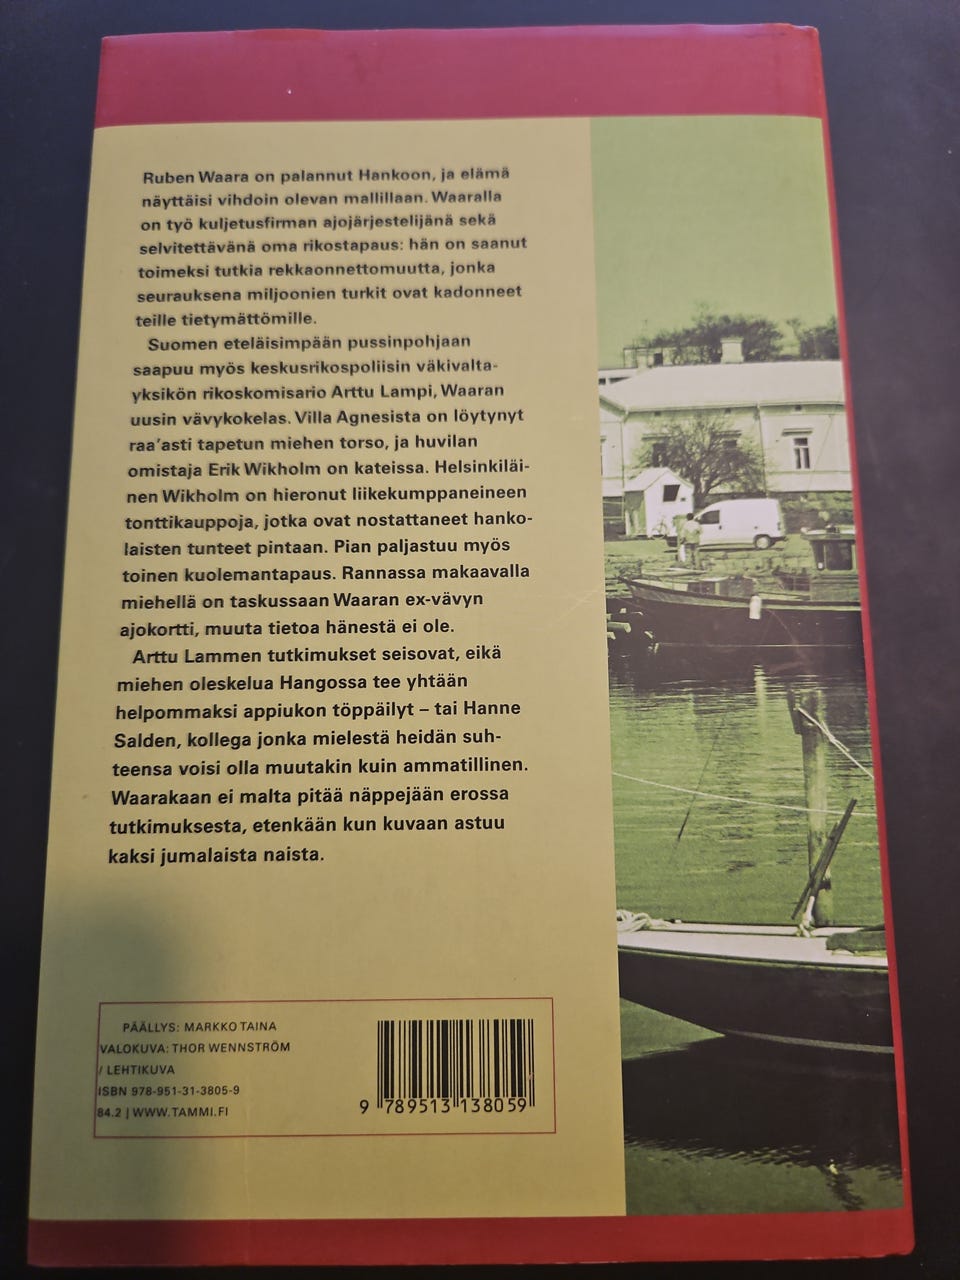 Ruben Waara on palannut Hankoon, ja elämä
näyttäisi vihdoin olevan mallillaan. Waaralla
on työ kuljetusfirman ajojärjestelijänä sekä
selvitettävänä oma rikostapaus: hän on saanut
toimeksi tutkia rekkaonnettomuutta, jonka
seurauksena miljoonien turkit ovat kadonneet
teille tietymättömille.
Suomen eteläisimpään pussinpohjaan
saapuu myös keskusrikospoliisin väkivalta-
yksikön rikoskomisario Arttu Lampi, Waaran
uusin vävykokelas. Villa Agnesista on löytynyt
raa'asti tapetun miehen torso, ja huvilan
omistaja Erik Wikholm on kateissa. Helsinkiläi-
nen Wikholm on hieronut liikekumppaneineen
tonttikauppoja, jotka ovat nostattaneet hanko-
laisten tunteet pintaan. Pian paljastuu myös
toinen kuolemantapaus. Rannassa makaavalla
miehellä on taskussaan Waaran ex-vävyn
ajokortti, muuta tietoa hänestä ei ole.
Arttu Lammen tutkimukset seisovat, eikä
miehen oleskelua Hangossa tee yhtään
helpommaksi appiukon töppäilyt – tai Hanne
Salden, kollega jonka mielestä heidän suh-
teensa voisi olla muutakin kuin ammatillinen.
Waarakaan ei malta pitää näppejään erossa
tutkimuksesta, etenkään kun kuvaan astuu
kaksi jumalaista naista.
PÄÄLLYS: MARKKO TAINA
VALOKUVA: THOR WENNSTRÖM
/ LEHTIKUVA
ISBN 978-951-31-3805-9
84.2 | WWW.TAMMI.FI
9 789513 138059